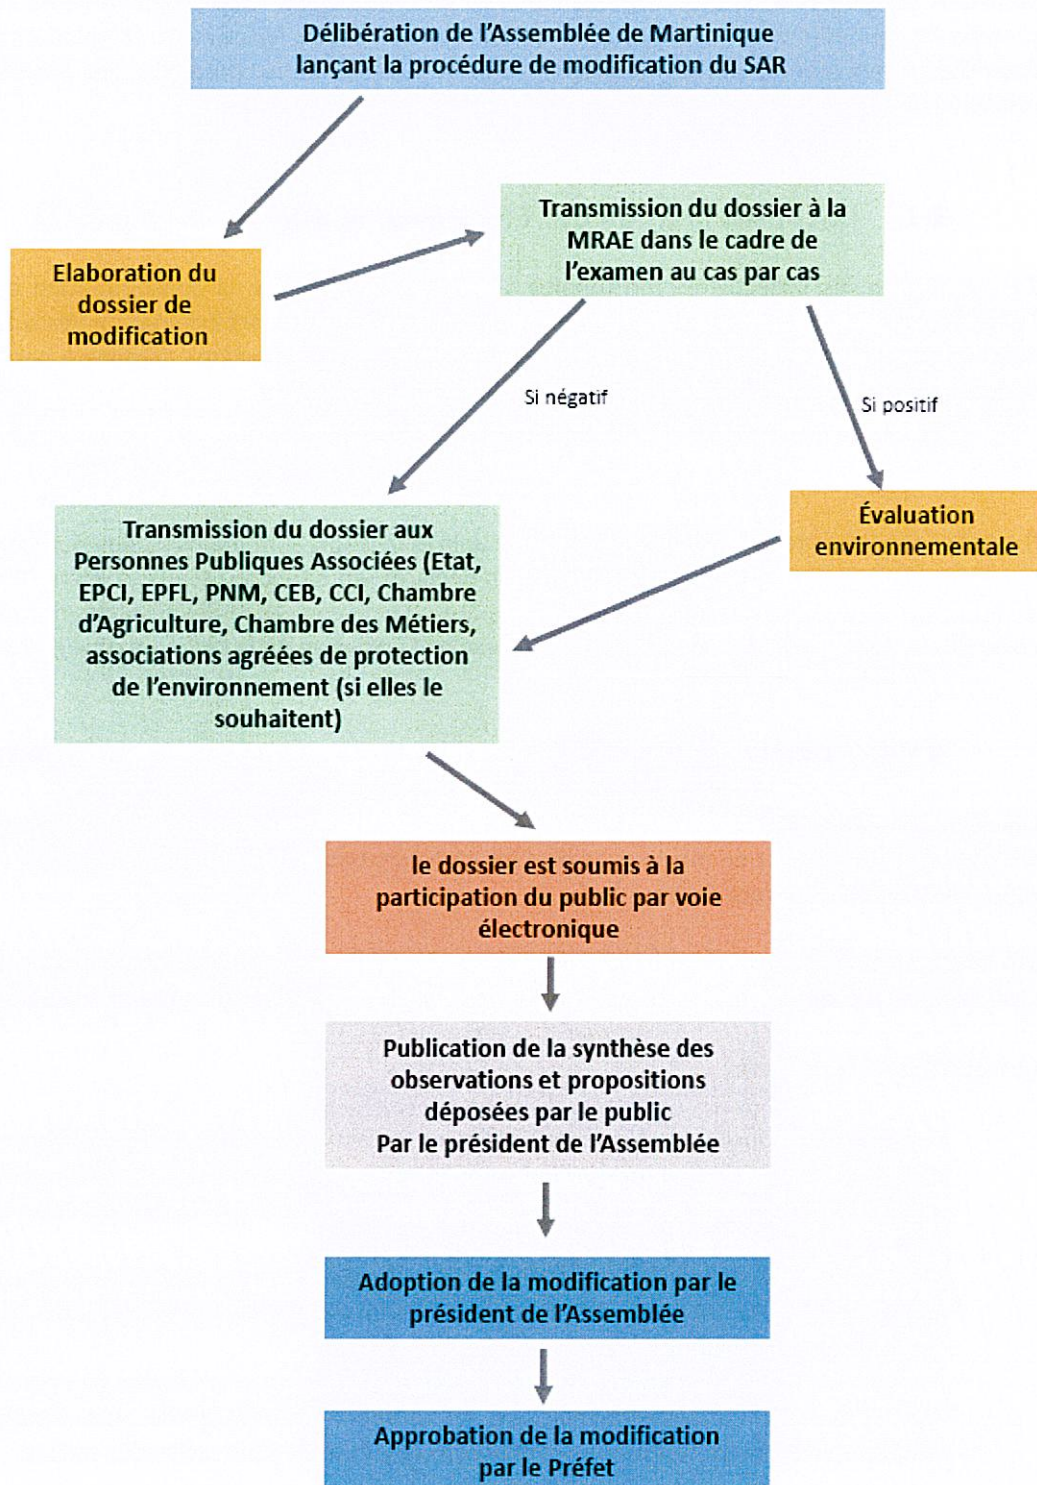 Délibération de l'Assemblée de Martinique
lançant la procédure de modification du SAR
Transmission du dossier à la
MRAE dans le cadre de
l'examen au cas par cas
Elaboration du
dossier de
modification
Si négatif
Si positif
Évaluation
environnementale
Transmission du dossier aux
Personnes Publiques Associées (Etat,
EPCI, EPFL, PNM, CEB, CCI, Chambre
d'Agriculture, Chambre des Métiers,
associations agréées de protection
de l'environnement (si elles le
souhaitent)
le dossier est soumis à la
participation du public par voie
électronique
Publication de la synthèse des
observations et propositions
déposées par le public
Par le président de l'Assemblée
Adoption de la modification par le
président de l'Assemblée
Approbation de la modification
par le Préfet